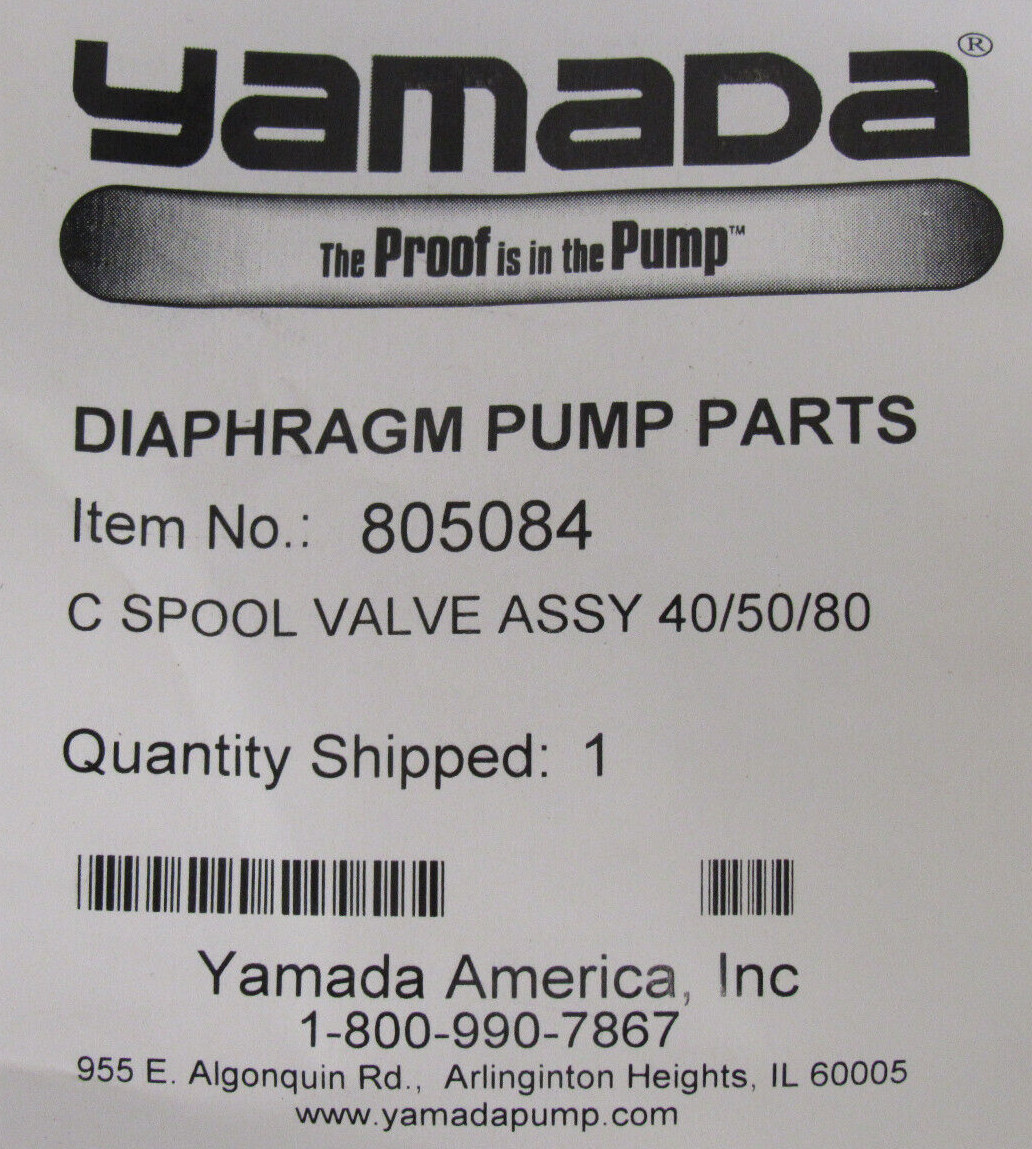 yamaDa®
The Proof is in the Pump™
DIAPHRAGM PUMP PARTS
Item No.: 805084
C SPOOL VALVE ASSY 40/50/80
Quantity Shipped: 1
Yamada America, Inc
1-800-990-7867
955 E. Algonquin Rd., Arlinginton Heights, IL 60005
www.yamadapump.com